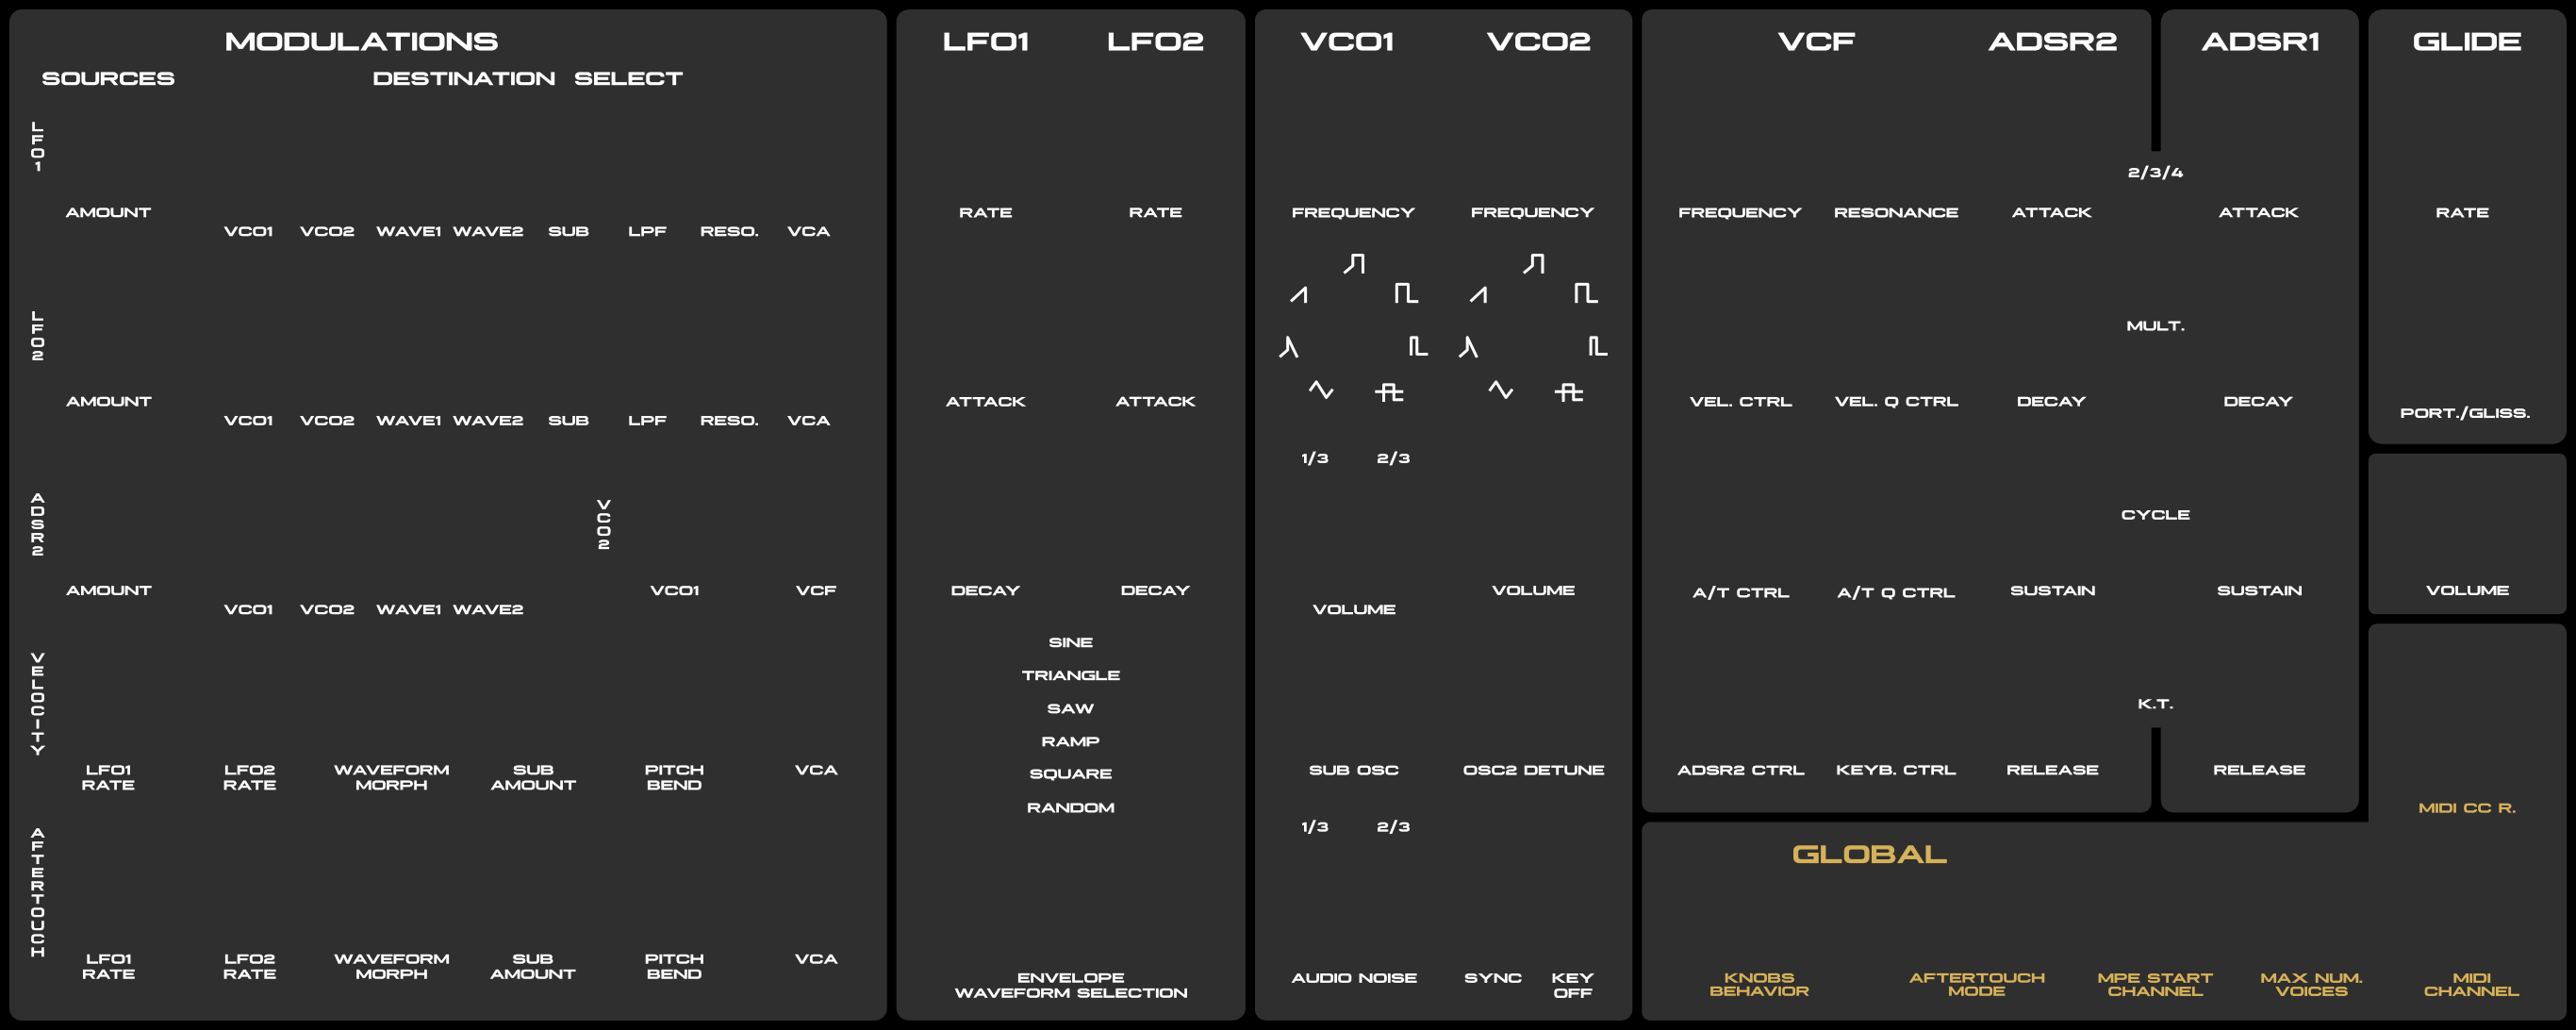 MODULATIONS
SOURCES
DESTINATION SELECT
LFO1
AMOUNT
VCO1 VCO2 WAVE1 WAVE2 SUB LPF RESO. VCA
LFO2
AMOUNT
VCO1 VCO2 WAVE1 WAVE2 SUB LPF RESO. VCA
ADSR2
VCO2
AMOUNT
VCO1 VCF
VCO1 VCO2 WAVE1 WAVE2
VELOCITY
LFO1 RATE
LFO2 RATE
WAVEFORM MORPH
SUB AMOUNT
PITCH BEND
VCA
AFTERTOUCH
LFO1 RATE
LFO2 RATE
WAVEFORM MORPH
SUB AMOUNT
PITCH BEND
VCA
LFO1 LFO2
RATE RATE
ATTACK ATTACK
DECAY DECAY
SINE
TRIANGLE
SAW
RAMP
SQUARE
RANDOM
ENVELOPE
WAVEFORM SELECTION
VCO1 VCO2
FREQUENCY FREQUENCY
1/3 2/3
VOLUME
VOLUME
SUB OSC OSC2 DETUNE
1/3 2/3
AUDIO NOISE SYNC KEY
OFF
VCF ADSR2
ADSR1
2/3/4
FREQUENCY RESONANCE ATTACK ATTACK
MULT.
VEL. CTRL VEL. Q CTRL DECAY DECAY
CYCLE
A/T CTRL A/T Q CTRL SUSTAIN SUSTAIN
K.T.
ADSR2 CTRL KEYB. CTRL RELEASE RELEASE
GLIDE
RATE
PORT./GLISS.
VOLUME
MIDI CC R.
GLOBAL
KNOBS
BEHAVIOR
AFTERTOUCH
MODE
MPE START
CHANNEL
MAX NUM.
VOICES
MIDI
CHANNEL